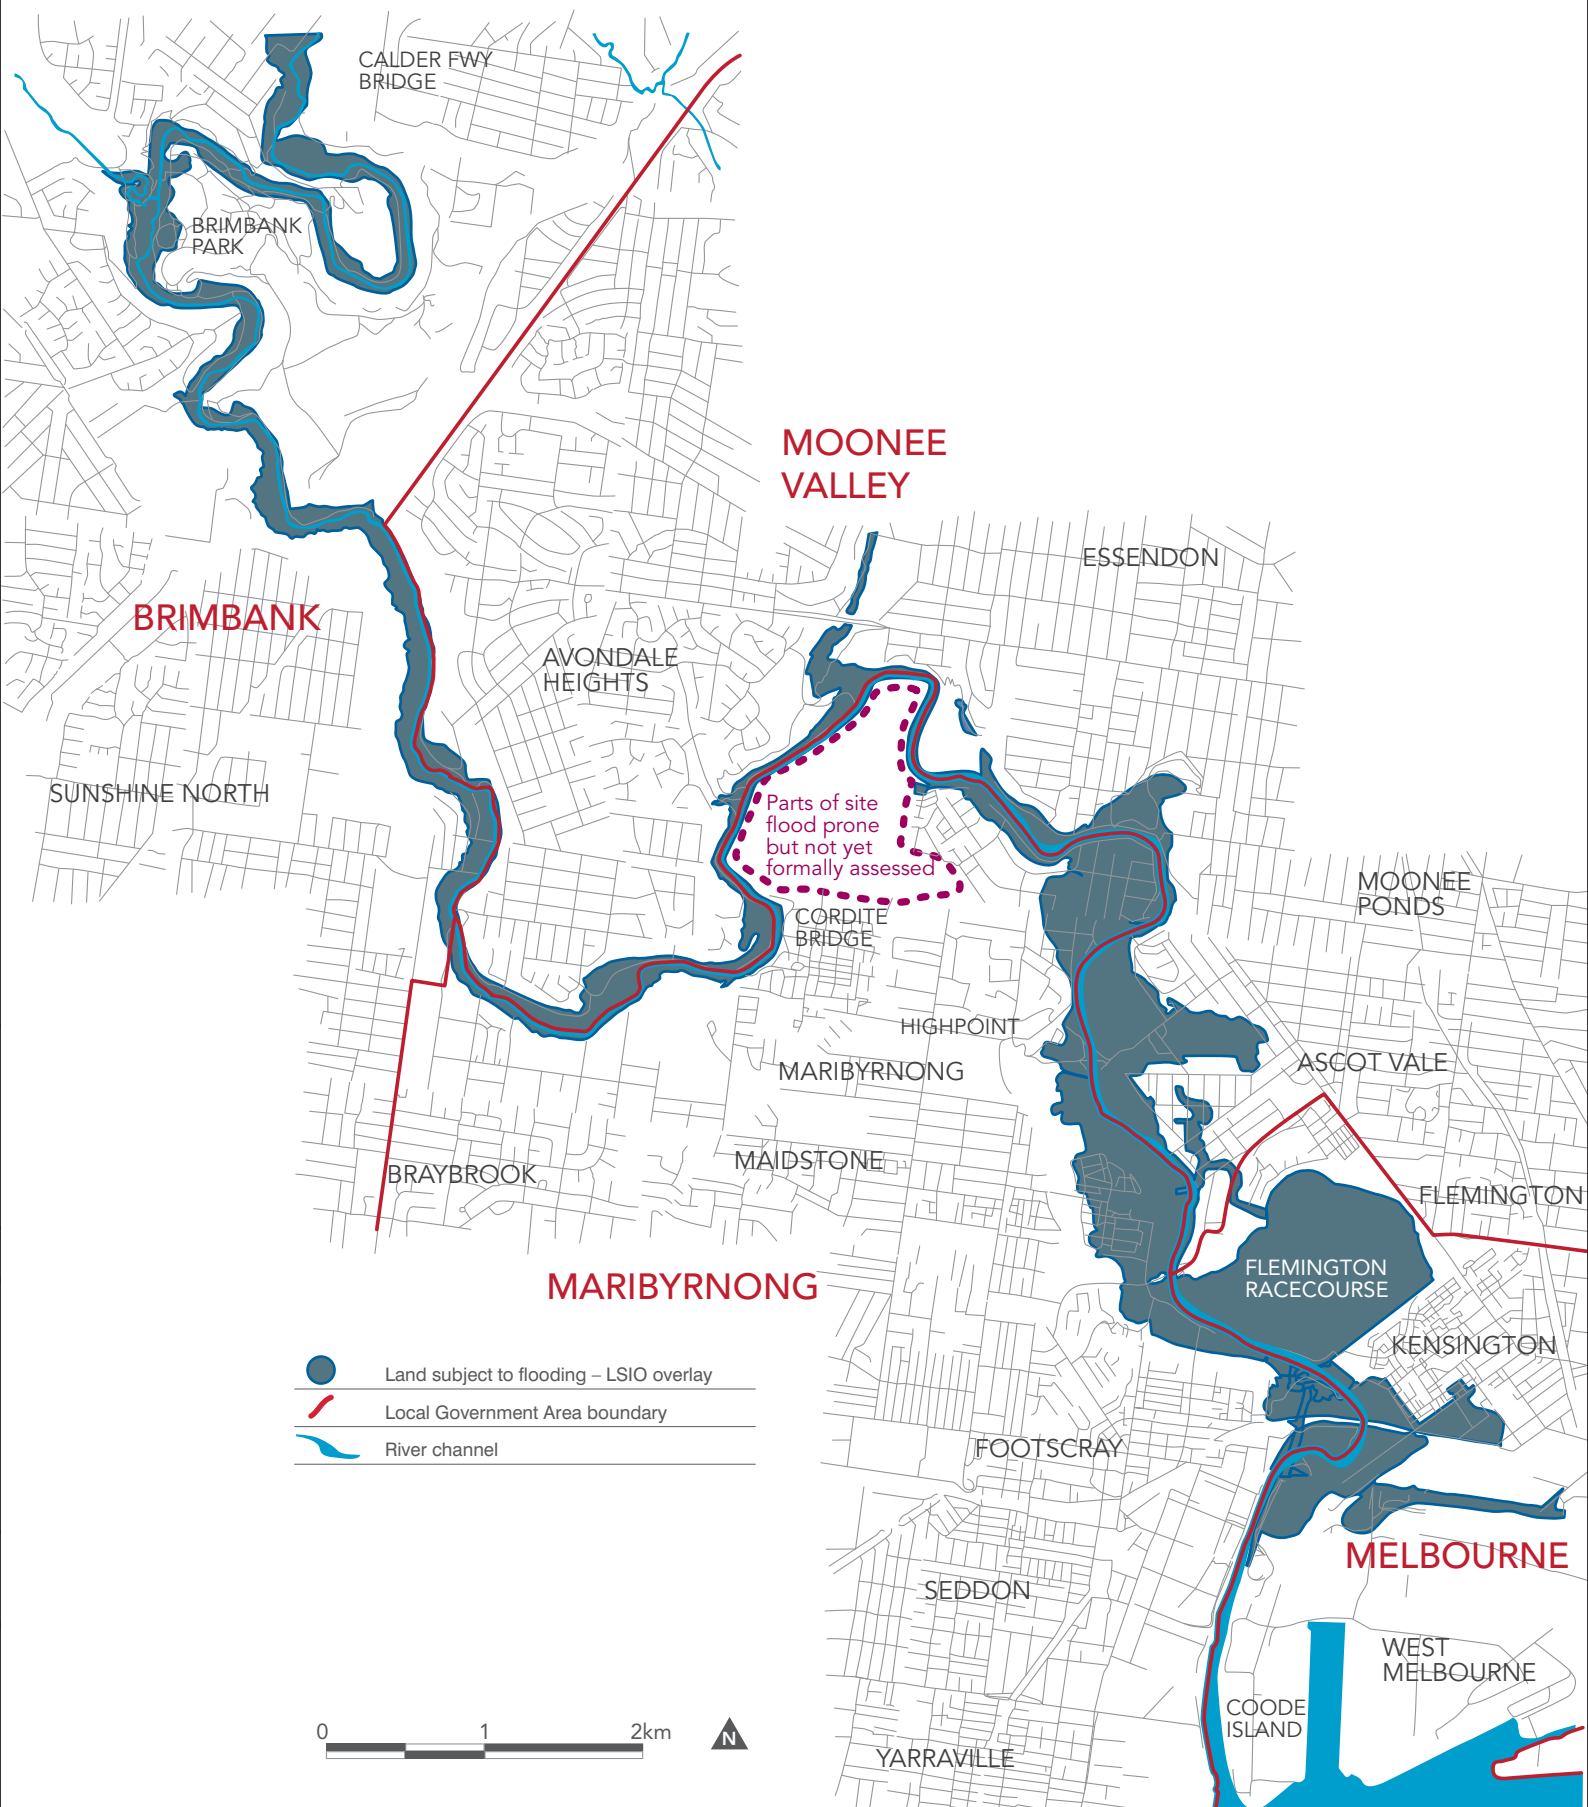 CALDER FWY
BRIDGE
BRIMBANK
PARK
MOONEE
VALLEY
ESSENDON
BRIMBANK
AVONDALE
HEIGHTS
SUNSHINE NORTH
Parts of site
flood prone
but not yet
formally assessed
MOONEE
PONDS
CORDITE
BRIDGE
HIGHPOINT
ASCOT VALE
MARIBYRNONG
MAIDSTONE
BRAYBROOK
FLEMINGTON
FLEMINGTON
RACECOURSE
MARIBYRNONG
KENSINGTON
Land subject to flooding – LSIO overlay
Local Government Area boundary
River channel
FOOTSCRAY
MELBOURNE
SEDDON
WEST
MELBOURNE
COODE
ISLAND
0 1 2km
N
YARRAVILLE